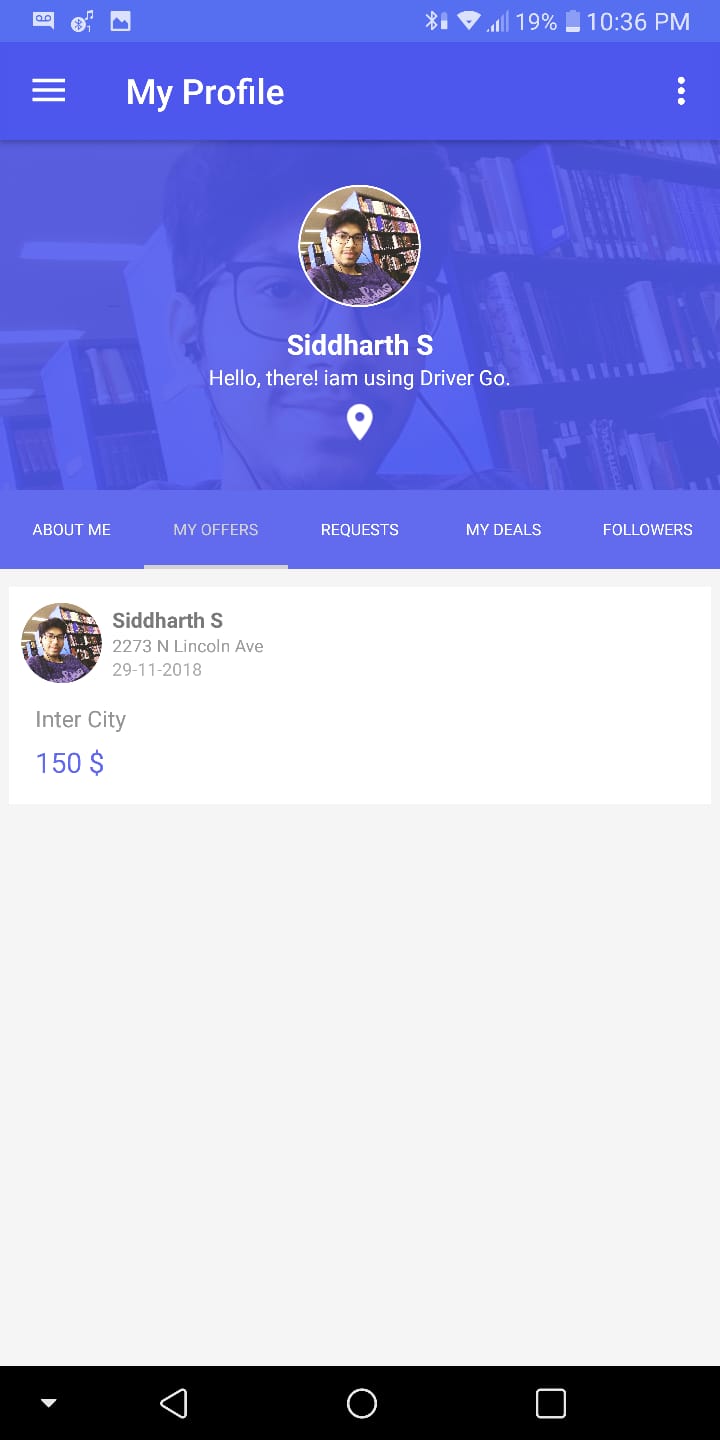 19% 10:36 PM
My Profile
Siddharth S
Hello, there! iam using Driver Go.
ABOUT ME MY OFFERS REQUESTS MY DEALS FOLLOWERS
Siddharth S
2273 N Lincoln Ave
29-11-2018
Inter City
150 $